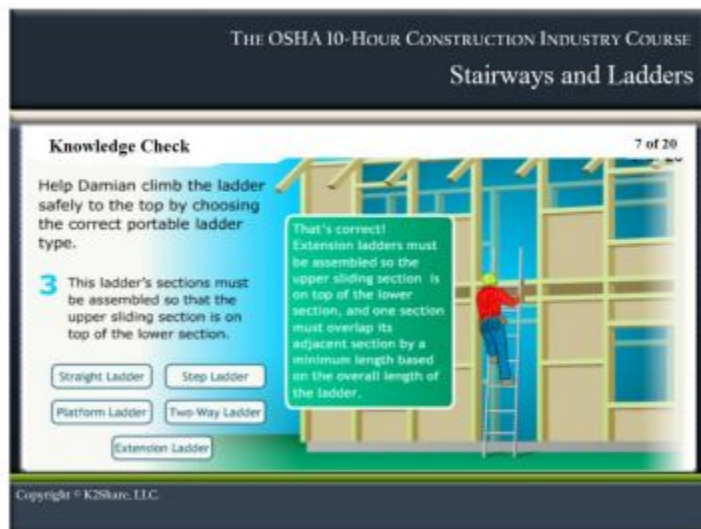 THE OSHA 10-HOUR CONSTRUCTION INDUSTRY COURSE
Stairways and Ladders
Knowledge Check
7 of 20
Help Damian climb the ladder
safely to the top by choosing
the correct portable ladder
type.
3 This ladder's sections must
be assembled so that the
upper sliding section is on
top of the lower section.
Straight Ladder
Step Ladder
Platform Ladder
Two Way Ladder
Extension Ladder
That's correct!
Extension ladders must
be assembled so the
upper sliding section is
on top of the lower
section, and one section
must overlap its
adjacent section by a
minimum length based
on the overall length of
the ladder.
Copyright © K2Share, LLC.